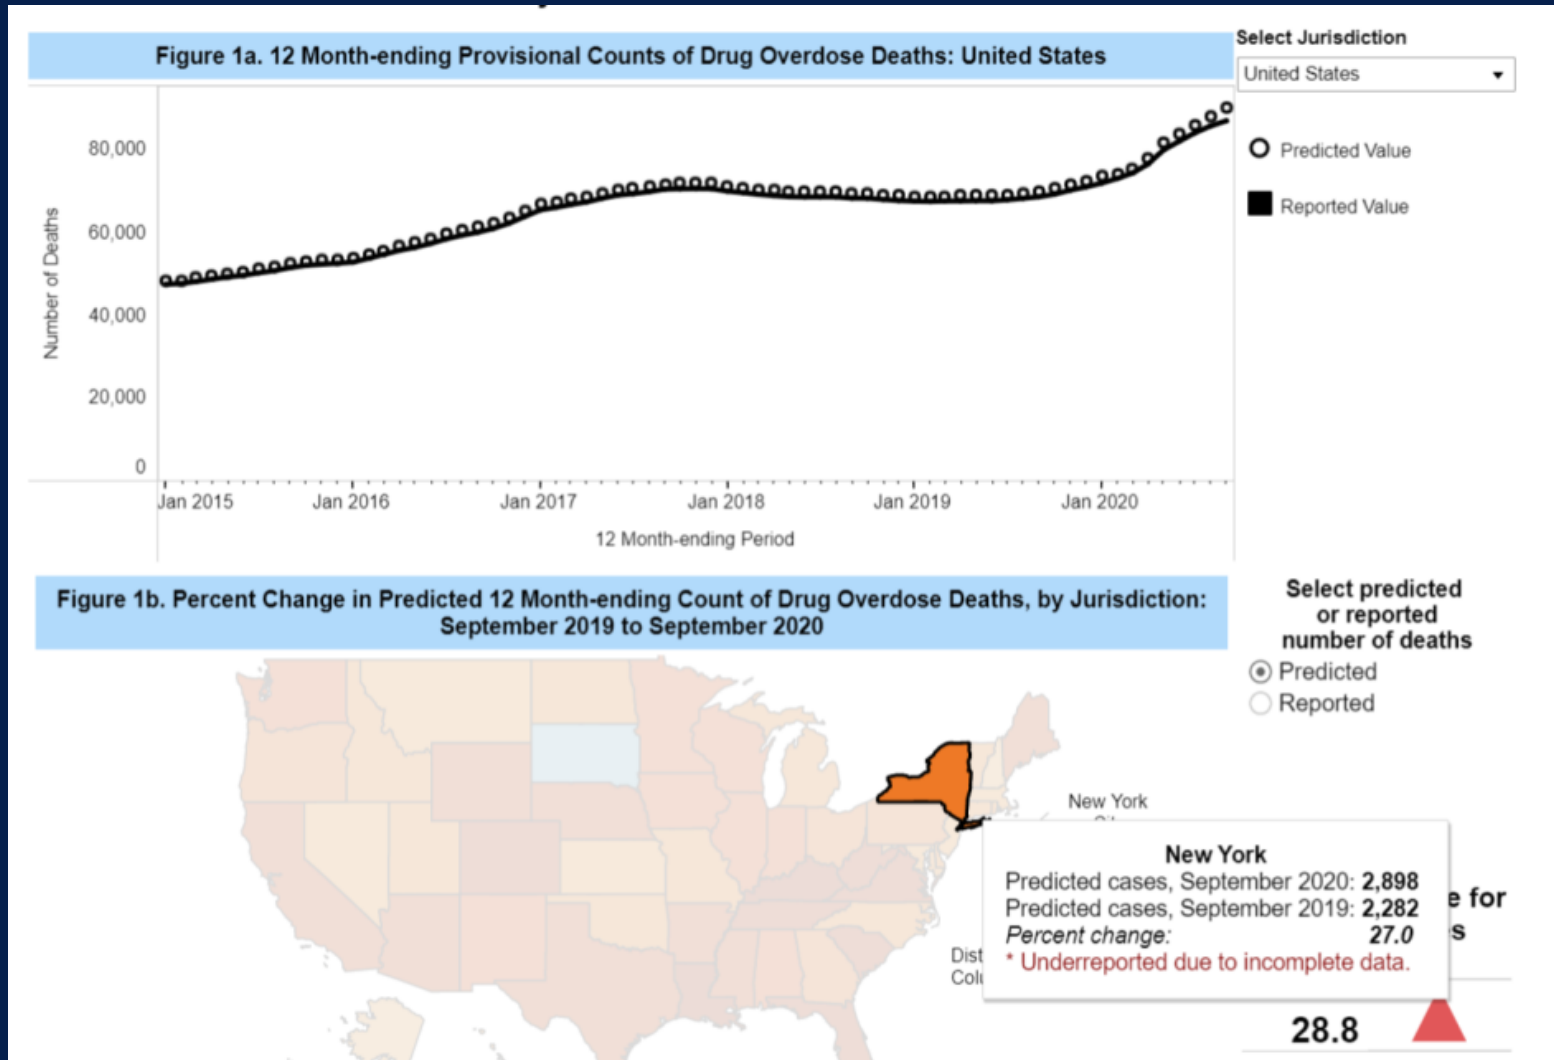 Figure 1a. 12 Month-ending Provisional Counts of Drug Overdose Deaths: United States
Select Jurisdiction
United States
Predicted Value
Reported Value
Number of Deaths
80,000
60,000
40,000
20,000
0
Jan 2015
Jan 2016
Jan 2017
Jan 2018
Jan 2019
Jan 2020
12 Month-ending Period
Figure 1b. Percent Change in Predicted 12 Month-ending Count of Drug Overdose Deaths, by Jurisdiction:
September 2019 to September 2020
Select predicted
or reported
number of deaths
Predicted
Reported
New York
New York
Predicted cases, September 2020: 2,898
Predicted cases, September 2019: 2,282
Percent change: 27.0
* Underreported due to incomplete data.
e for
s
Dist
Colu
28.8